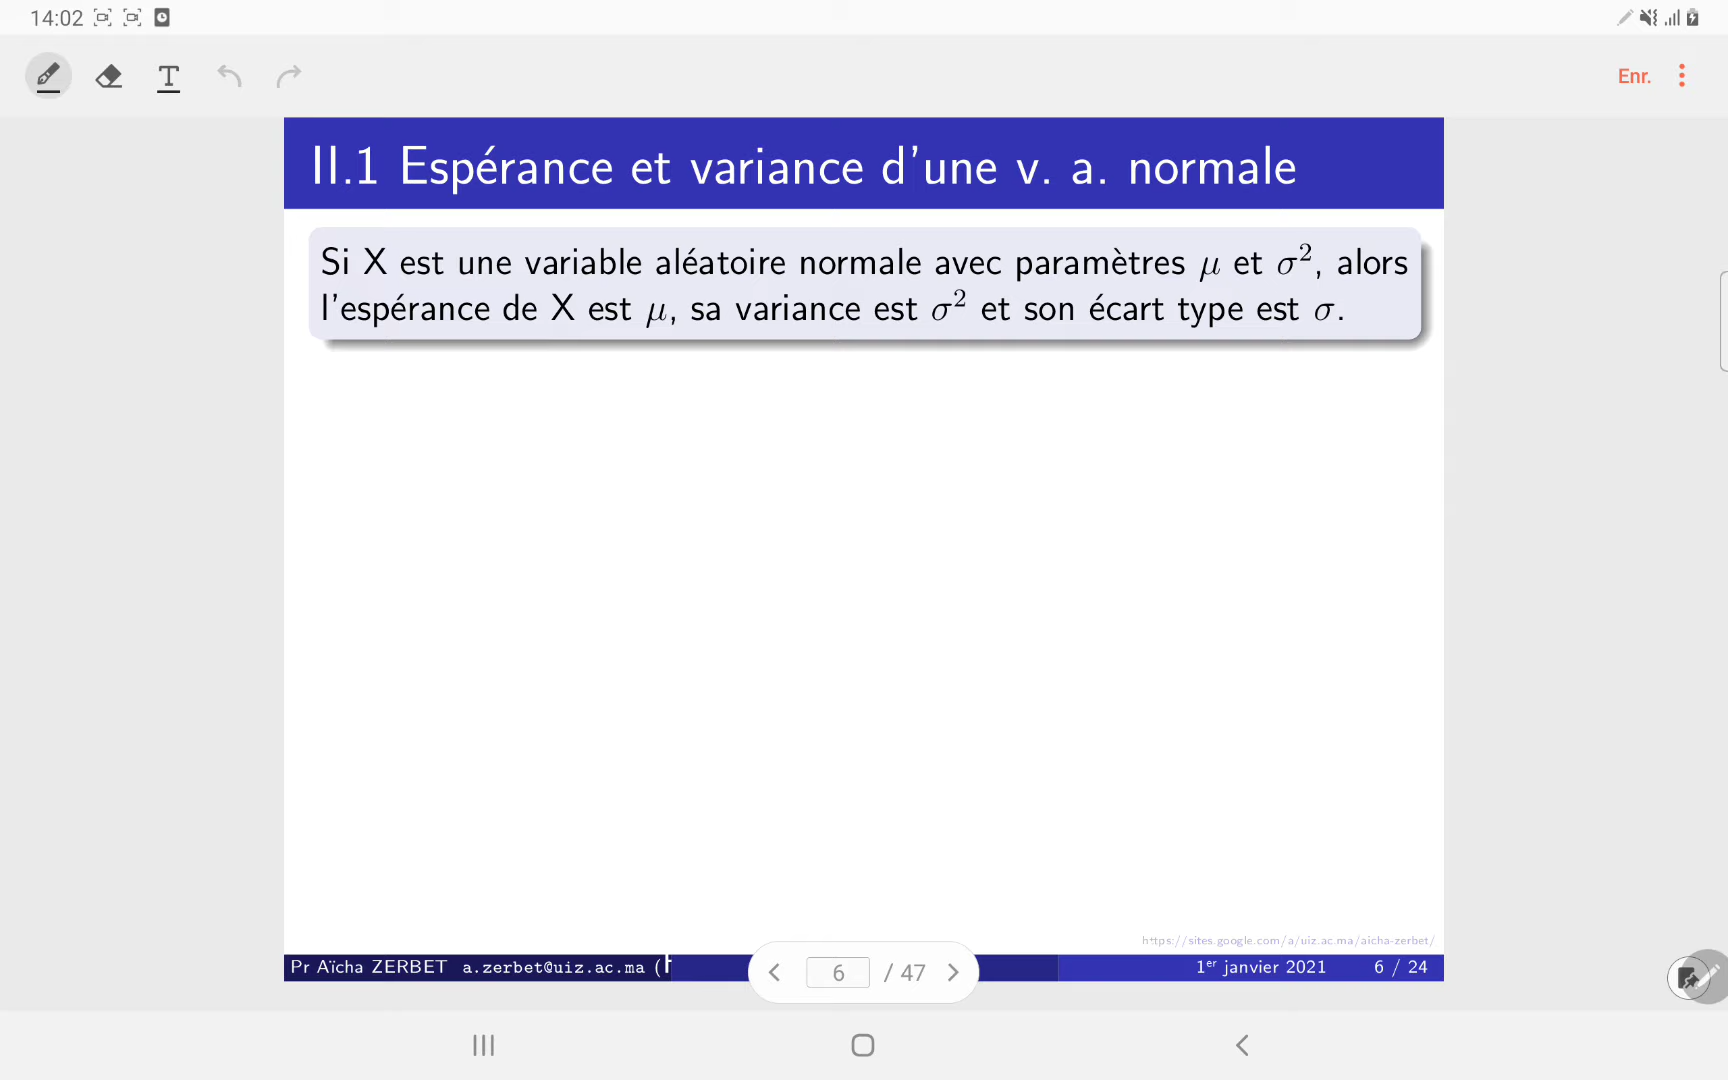 14:02
T
Enr.
II.1 Espérance et variance d'une v. a. normale
Si X est une variable aléatoire normale avec paramètres μ et σ², alors
l'espérance de X est μ, sa variance est σ² et son écart type est σ.
https://sites.google.com/a/uiz.ac.ma/aicha-zerbet/
Pr Aïcha ZERBET a.zerbet@uiz.ac.ma (
6 / 47
1er janvier 2021
6 / 24